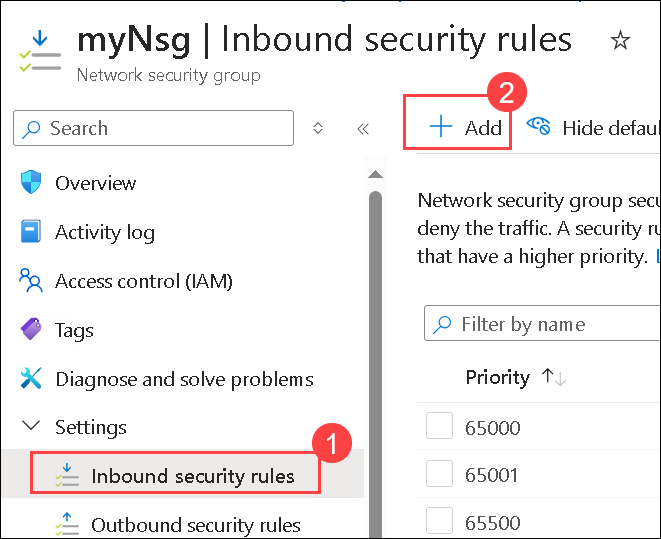 myNsg | Inbound security rules
Network security group
Search
Overview
Activity log
Access control (IAM)
Tags
Diagnose and solve problems
Settings
1
Inbound security rules
Outbound security rules
2
Add
Hide defau
Network security group secu
deny the traffic. A security ru
that have a higher priority.
Filter by name
Priority
65000
65001
65500